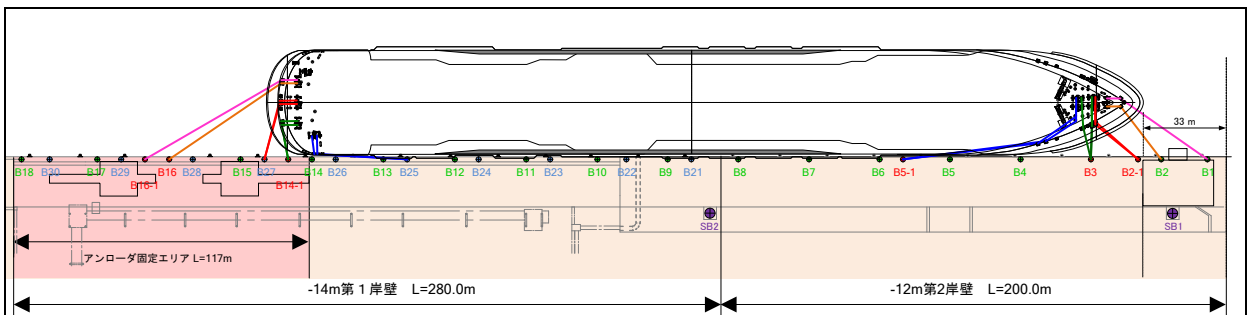 33 m
B18 B30 B17 B29 B16-1 B16 B28 B15 B27 B14-1 B14 B26 B13 B25 B12 B24 B11 B23 B10 B22 B9 B21 B8 B7 B6 B5-1 B5 B4 B3 B2-1 B2 B1
SB2 SB1
アンローダ固定エリア L=117m
-14m第1岸壁 L=280.0m
-12m第2岸壁 L=200.0m